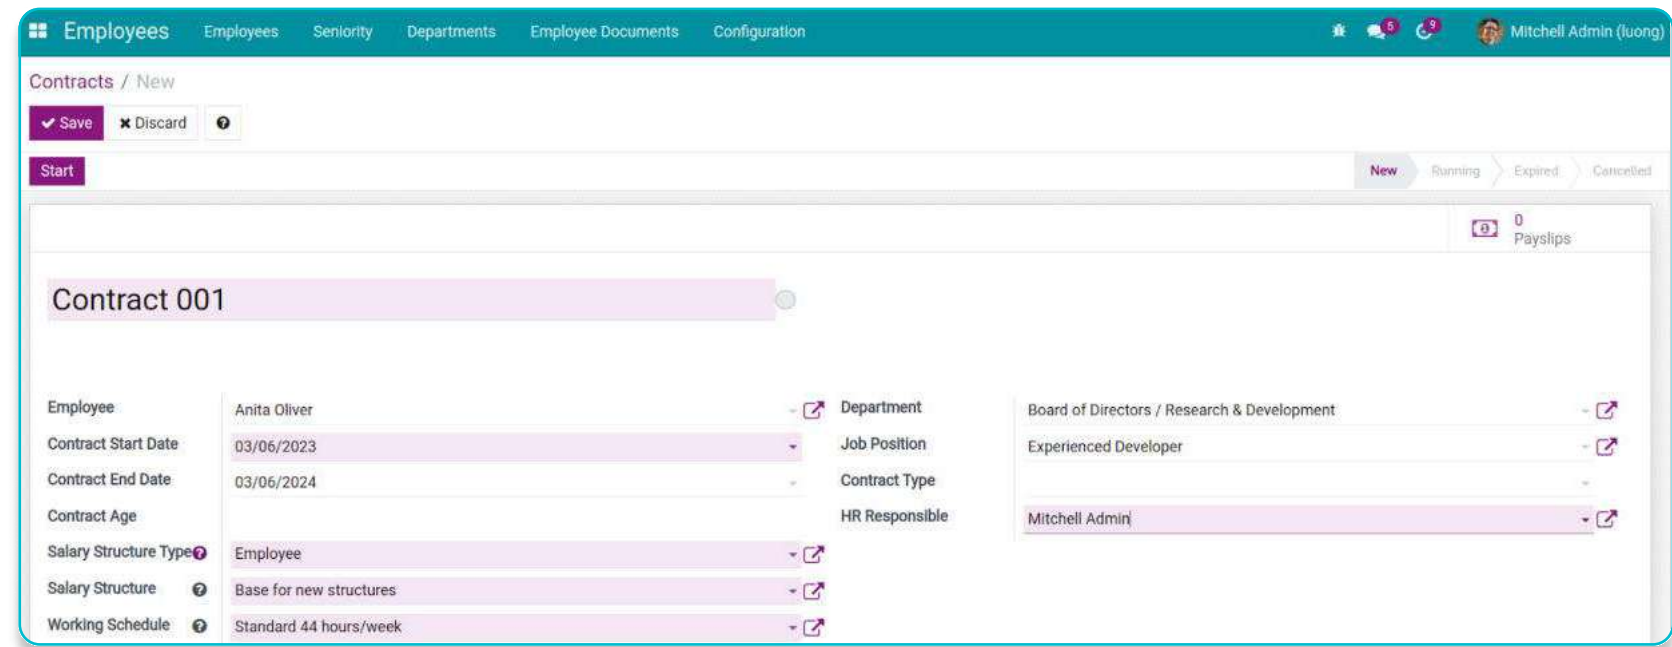 Employees Employees Seniority Departments Employee Documents Configuration 5 9 Mitchell Admin (luong)
Contracts / New
Save Discard
Start New Running Expired Cancelled
0
Payslips
Contract 001
Employee Anita Oliver Department Board of Directors / Research & Development
Contract Start Date 03/06/2023 Job Position Experienced Developer
Contract End Date 03/06/2024 Contract Type
Contract Age HR Responsible Mitchell Admin
Salary Structure Type Employee
Salary Structure Base for new structures
Working Schedule Standard 44 hours/week